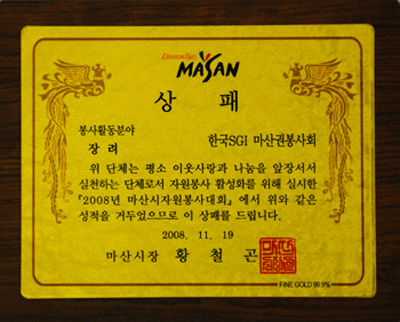 Dream Bay
MASAN
상 패
봉사활동분야
장 려
한국SGI 마산권봉사회
위 단체는 평소 이웃사랑과 나눔을 앞장서서
실천하는 단체로서 자원봉사 활성화를 위해 실시한
『2008년 마산시자원봉사대회』에서 위와 같은
성적을 거두었으므로 이 상패를 드립니다.
2008. 11. 19
마산시장 황 철 곤
FINE GOLD 99.9%